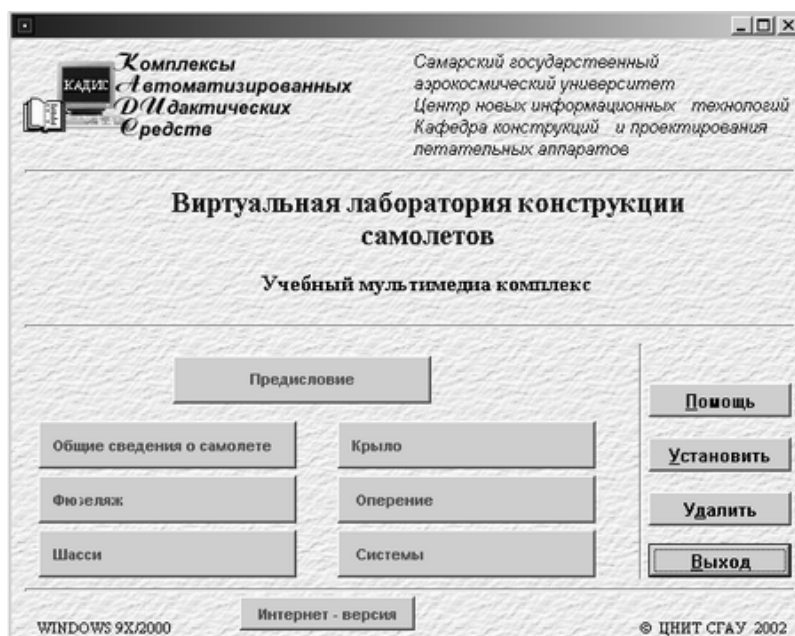 КАДИС
Комплексы
Автоматизированных
ДИдактических
Средств
Самарский государственный
аэрокосмический университет
Центр новых информационных технологий
Кафедра конструкций и проектирования
летательных аппаратов
Виртуальная лаборатория конструкции
самолетов
Учебный мультимедиа комплекс
Предисловие
Общие сведения о самолете
Крыло
Фюзеляж
Оперение
Шасси
Системы
Помощь
Установить
Удалить
Выход
Интернет - версия
WINDOWS 9X/2000
© ЦНИТ СГАУ 2002